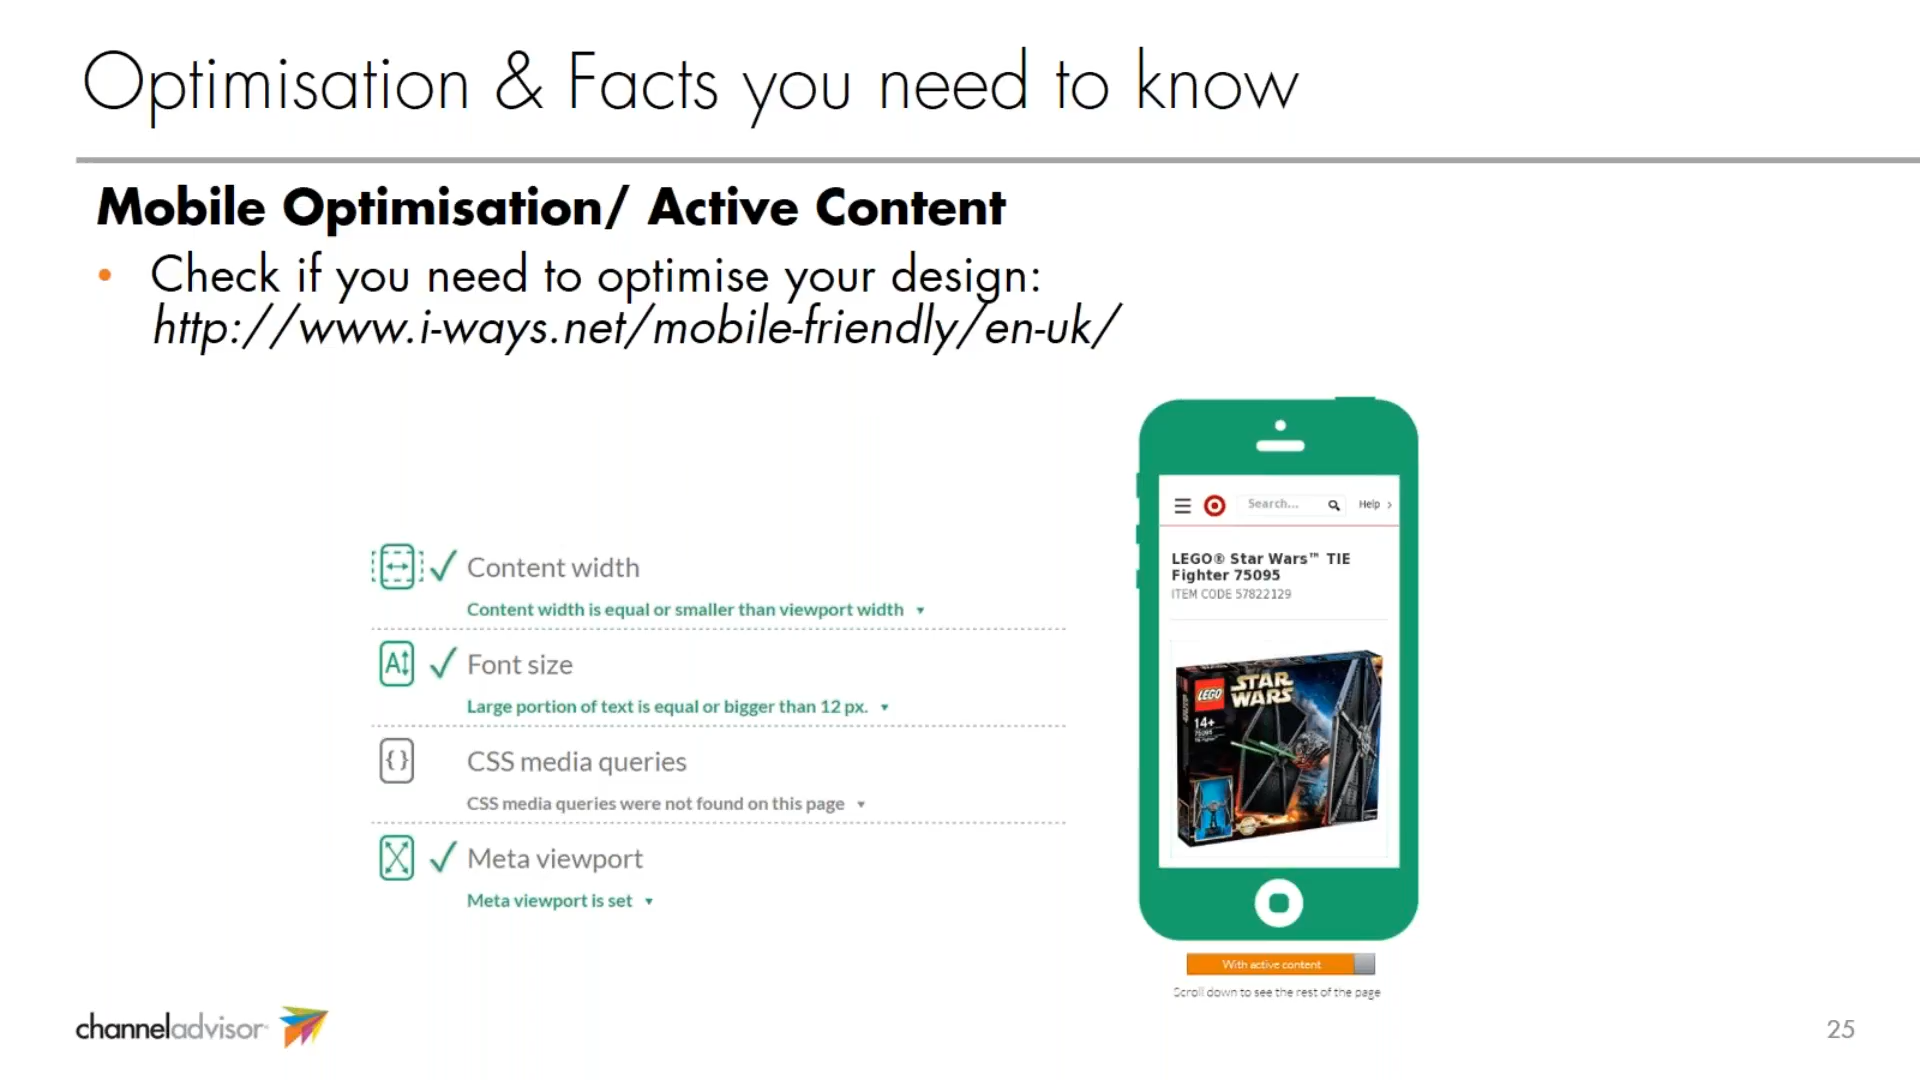 Optimisation & Facts you need to know
Mobile Optimisation/ Active Content
• Check if you need to optimise your design:
http://www.i-ways.net/mobile-friendly/en-uk/
Content width
Content width is equal or smaller than viewport width
Font size
Large portion of text is equal or bigger than 12 px.
CSS media queries
CSS media queries were not found on this page
Meta viewport
Meta viewport is set
Search...
Help
LEGO® Star Wars™ TIE
Fighter 75095
ITEM CODE 57822129
LEGO
STAR
WARS
14+
75095
With active content
Scroll down to see the rest of the page
channeladvisor
25